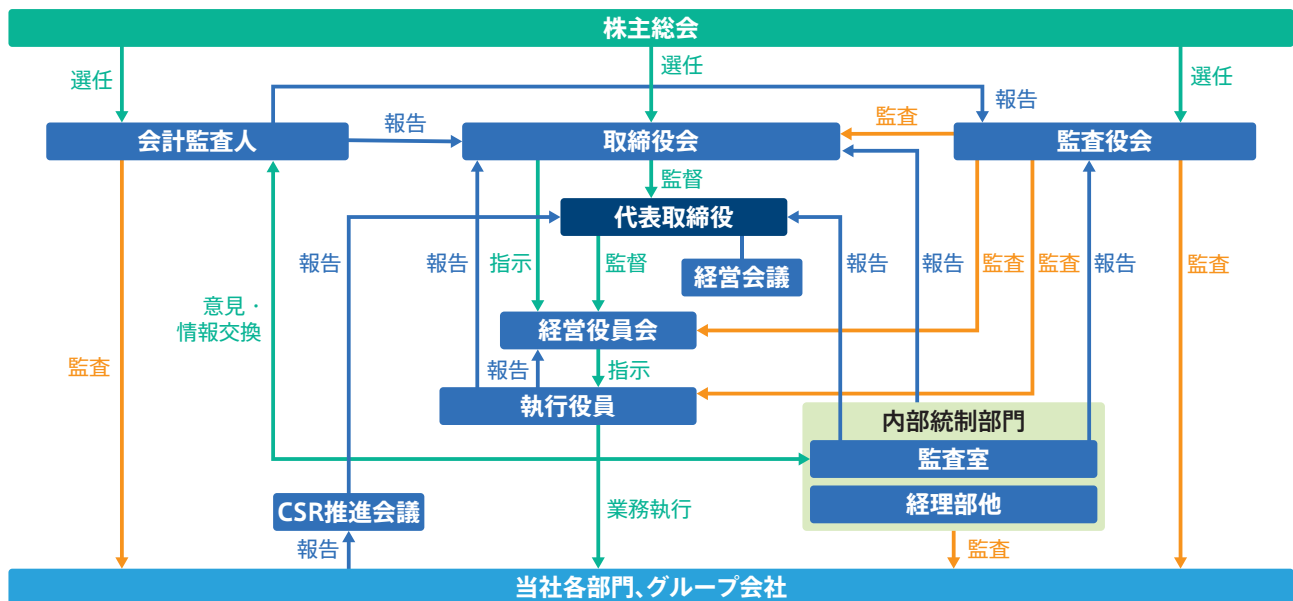 株主総会
選任
選任
選任
報告
報告
監査
会計監査人
取締役会
監査役会
監督
代表取締役
報告
報告
指示
監督
経営会議
報告
報告
監査
監査
報告
監査
意見・
情報交換
経営役員会
監査
報告
指示
執行役員
内部統制部門
監査室
経理部他
CSR推進会議
業務執行
報告
監査
当社各部門、グループ会社